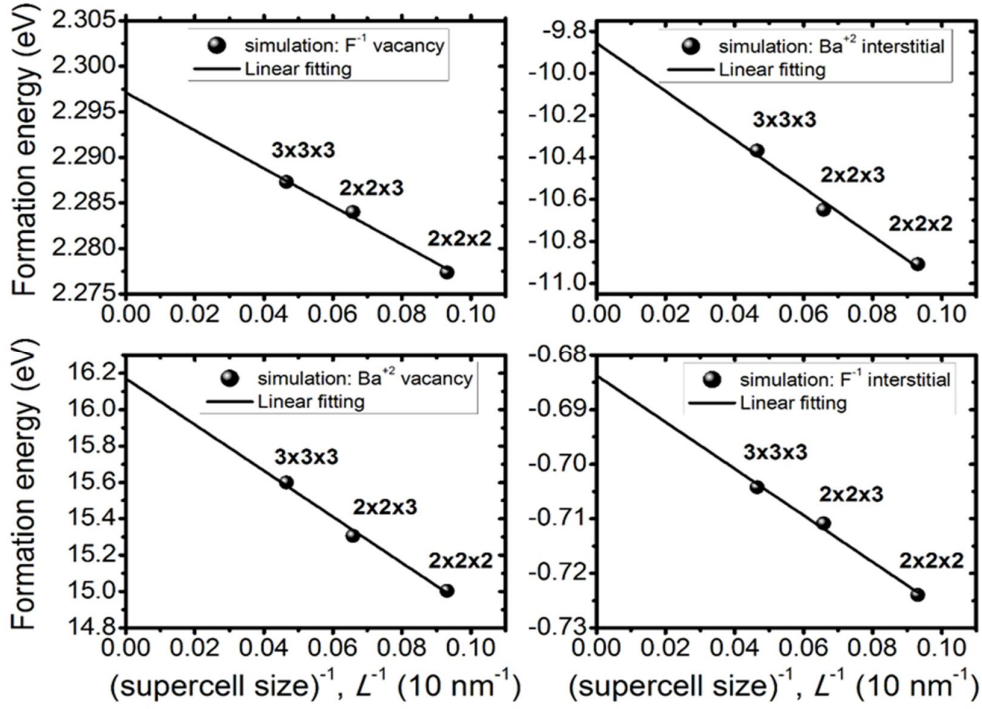 Formation energy (eV)
2.305
2.300
2.295
2.290
2.285
2.280
2.275
simulation: F⁻¹ vacancy
Linear fitting
3x3x3
2x2x3
2x2x2
0.00 0.02 0.04 0.06 0.08 0.10
-9.8
-10.0
-10.2
-10.4
-10.6
-10.8
-11.0
simulation: Ba⁺² interstitial
Linear fitting
3x3x3
2x2x3
2x2x2
0.00 0.02 0.04 0.06 0.08 0.10
Formation energy (eV)
16.2
16.0
15.8
15.6
15.4
15.2
15.0
14.8
simulation: Ba⁺² vacancy
Linear fitting
3x3x3
2x2x3
2x2x2
0.00 0.02 0.04 0.06 0.08 0.10
(supercell size)⁻¹, L⁻¹ (10 nm⁻¹)
-0.68
-0.69
-0.70
-0.71
-0.72
-0.73
simulation: F⁻¹ interstitial
Linear fitting
3x3x3
2x2x3
2x2x2
0.00 0.02 0.04 0.06 0.08 0.10
(supercell size)⁻¹, L⁻¹ (10 nm⁻¹)